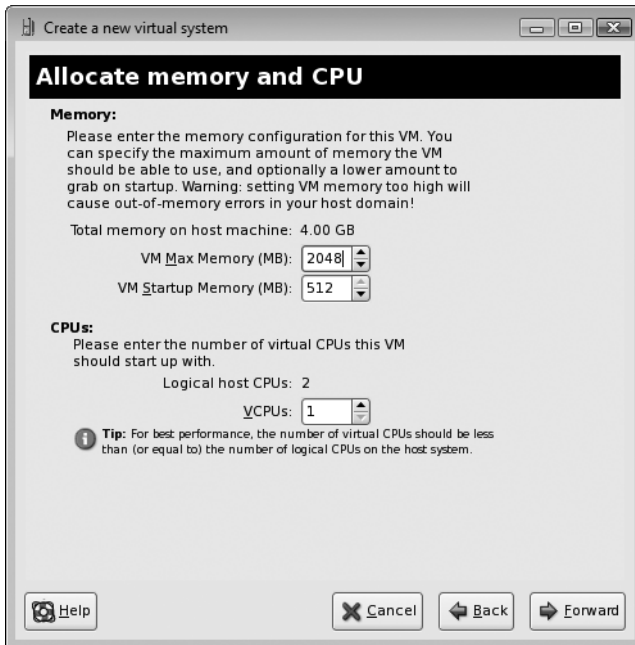 Create a new virtual system
Allocate memory and CPU
Memory:
Please enter the memory configuration for this VM. You
can specify the maximum amount of memory the VM
should be able to use, and optionally a lower amount to
grab on startup. Warning: setting VM memory too high will
cause out-of-memory errors in your host domain!
Total memory on host machine: 4.00 GB
VM Max Memory (MB): 2048
VM Startup Memory (MB): 512
CPUs:
Please enter the number of virtual CPUs this VM
should start up with.
Logical host CPUs: 2
VCPUs: 1
Tip: For best performance, the number of virtual CPUs should be less
than (or equal to) the number of logical CPUs on the host system.
Help Cancel Back Forward